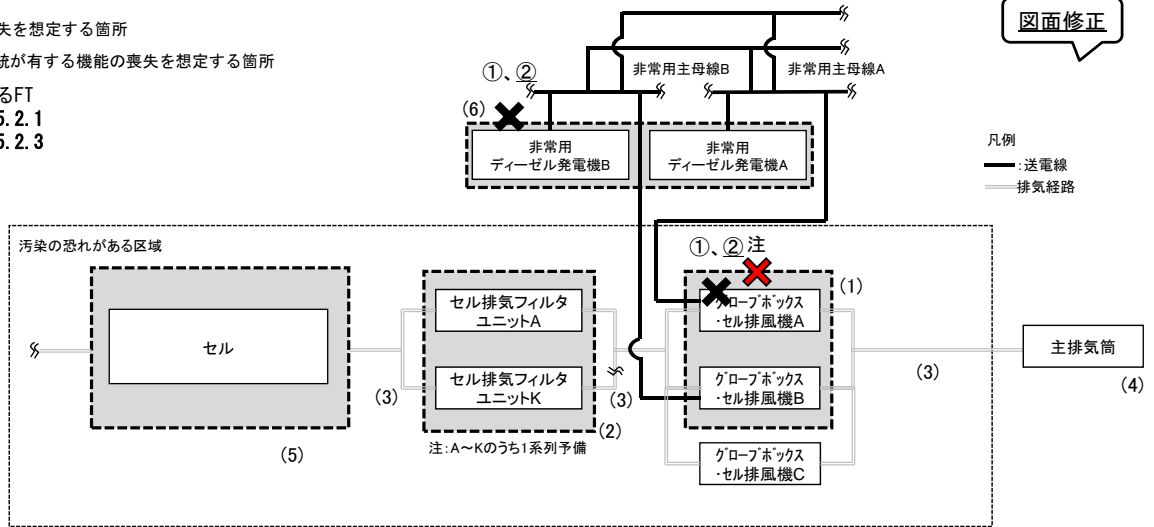 失を想定する箇所
統が有する機能の喪失を想定する箇所
るFT
5.2.1
5.2.3
図面修正
①、②
非常用主母線B
非常用主母線A
(6)
非常用
ディーゼル発電機B
非常用
ディーゼル発電機A
凡例
:送電線
排気経路
汚染の恐れがある区域
セル
(5)
(3)
セル排気フィルタ
ユニットA
セル排気フィルタ
ユニットK
(2)
注:A～Kのうち1系列予備
(3)
①、②注
(1)
グローブボックス
・セル排風機A
グローブボックス
・セル排風機B
グローブボックス
・セル排風機C
(3)
主排気筒
(4)